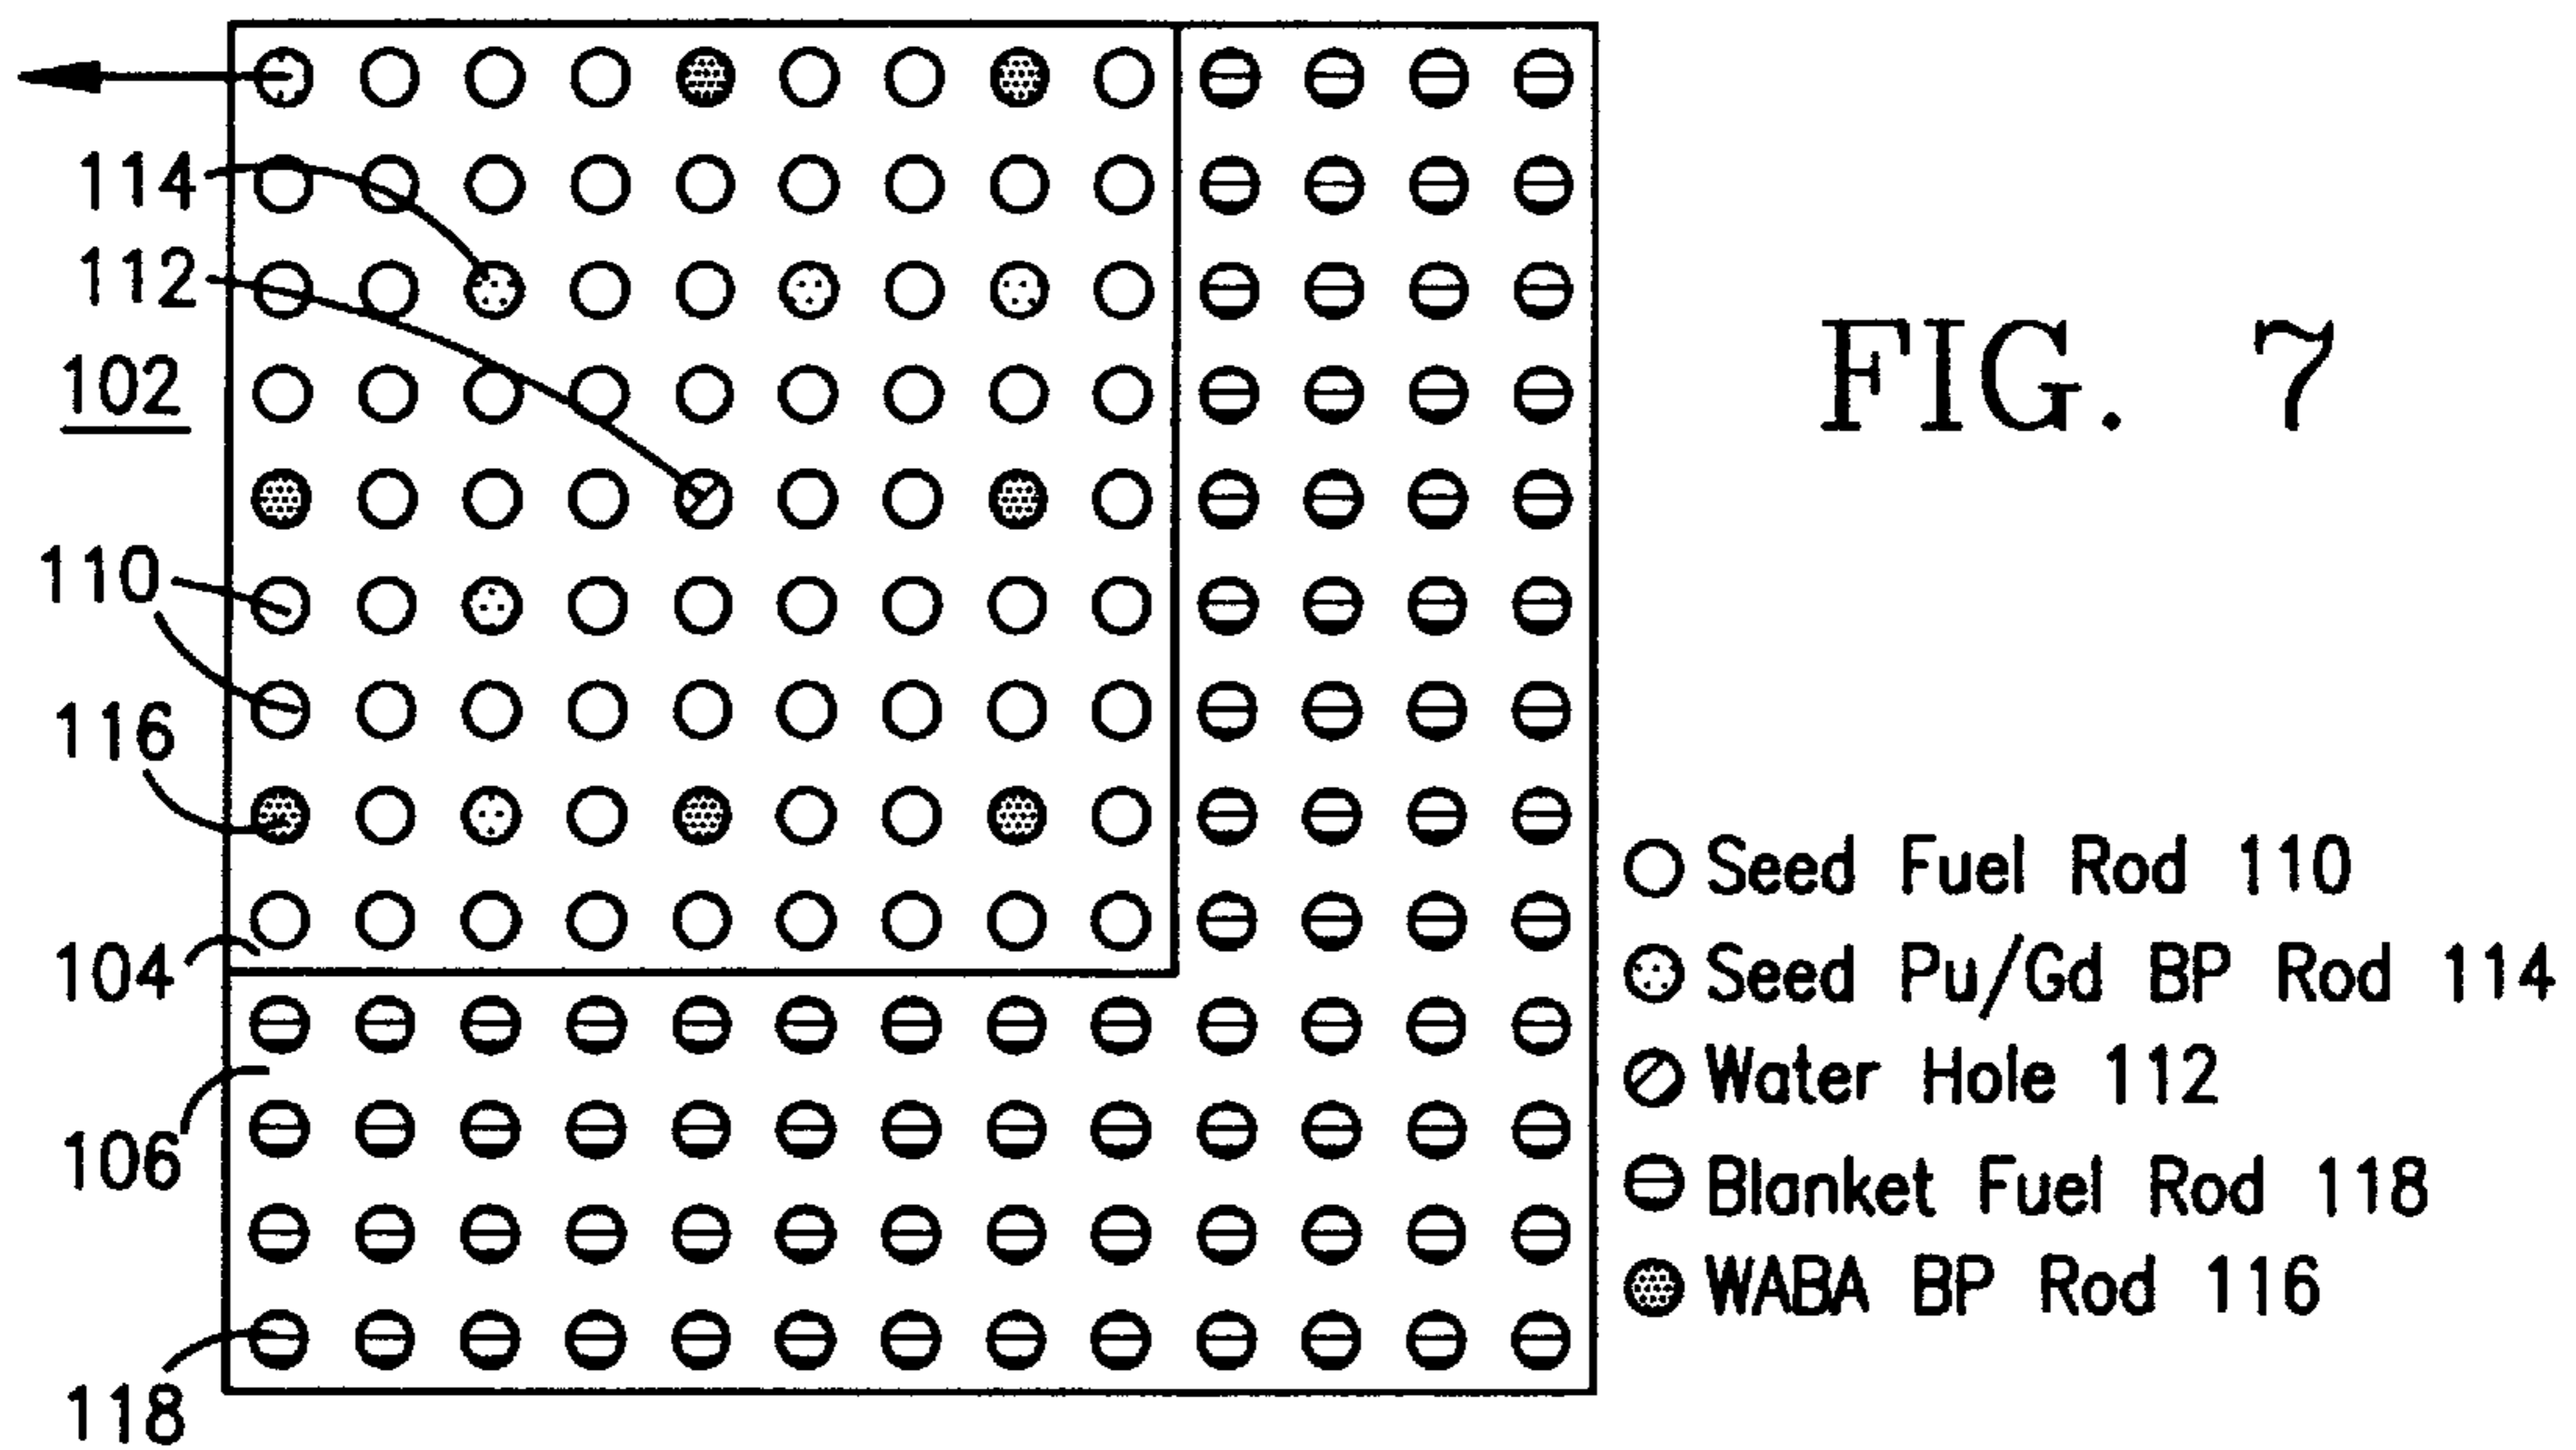 114
112
102
110
116
104
106
118
FIG. 7
Seed Fuel Rod 110
Seed Pu/Gd BP Rod 114
Water Hole 112
Blanket Fuel Rod 118
WABA BP Rod 116